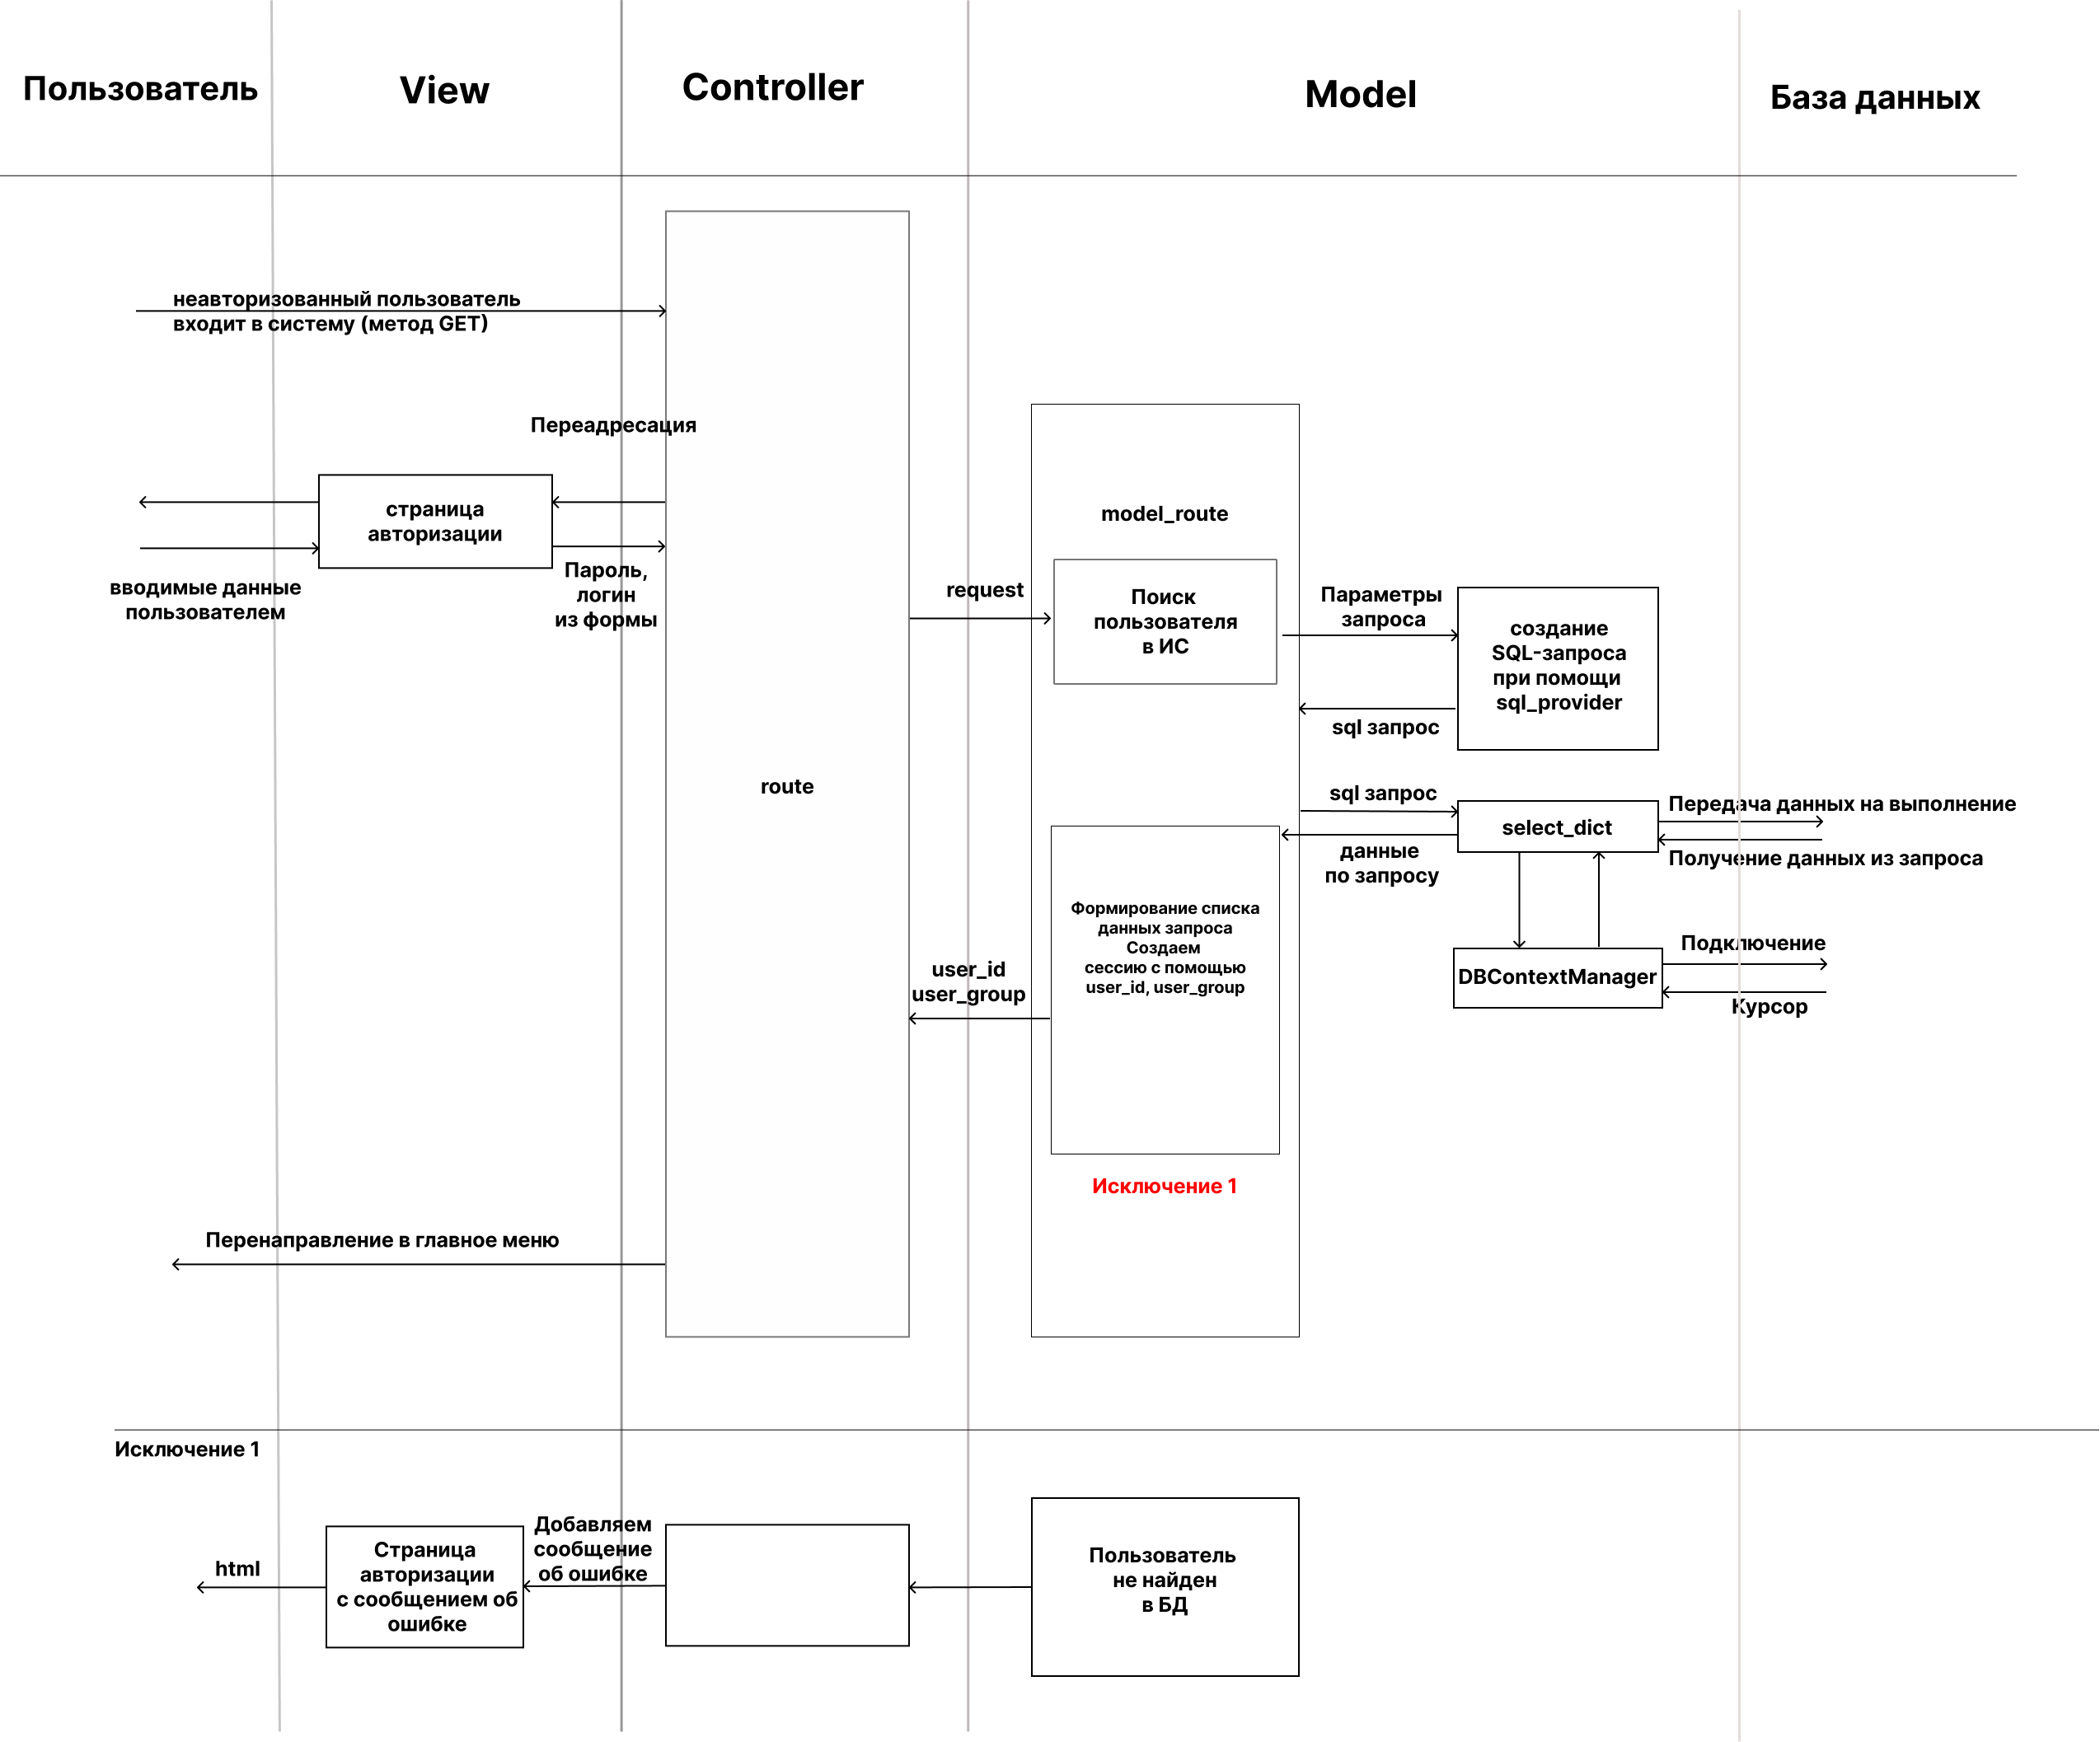 Пользователь
View
Controller
Model
База данных
неавторизованный пользователь
входит в систему (метод GET)
Переадресация
страница
авторизации
вводимые данные
пользователем
Пароль,
логин
из формы
route
request
model_route
Поиск
пользователя
в ИС
Параметры
запроса
создание
SQL-запроса
при помощи
sql_provider
sql запрос
sql запрос
select_dict
Передача данных на выполнение
Получение данных из запроса
данные
по запросу
Формирование списка
данных запроса
Создаем
сессию с помощью
user_id, user_group
user_id
user_group
DBContextManager
Подключение
Курсор
Исключение 1
Перенаправление в главное меню
Исключение 1
html
Страница
авторизации
с сообщением об
ошибке
Добавляем
сообщение
об ошибке
Пользователь
не найден
в БД